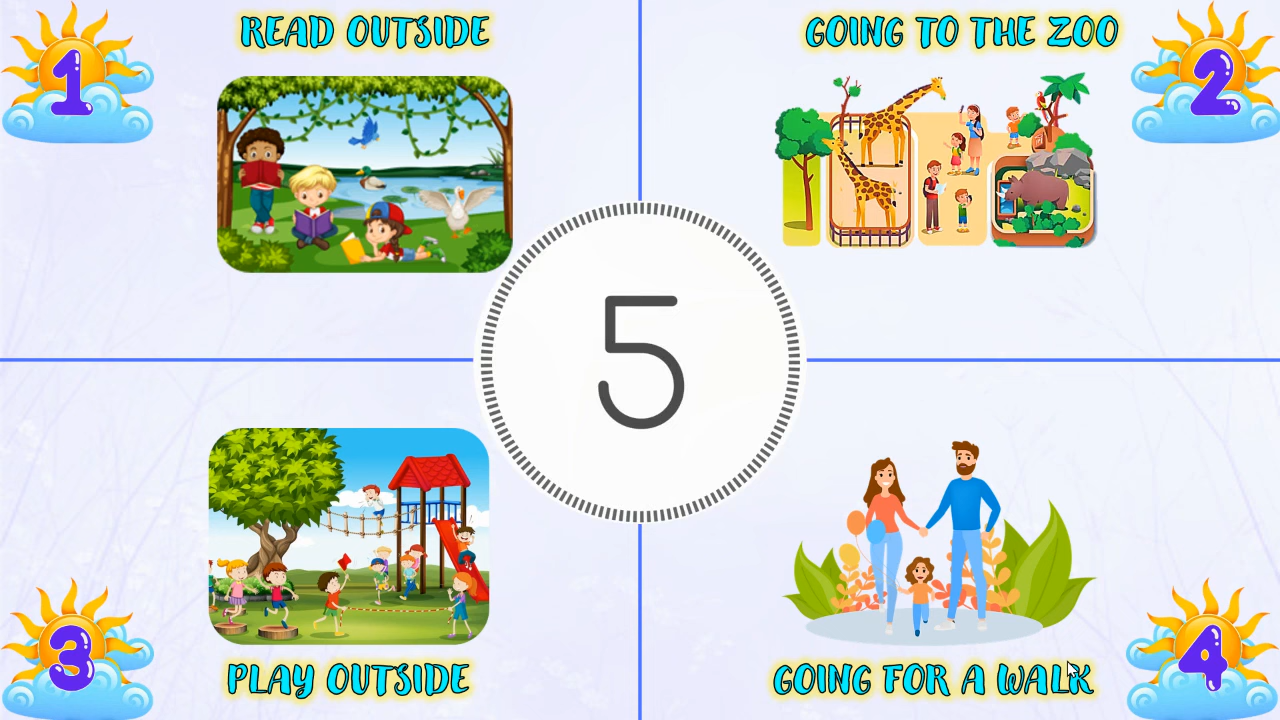 1
READ OUTSIDE
GOING TO THE ZOO
2
5
3
PLAY OUTSIDE
GOING FOR A WALK
4